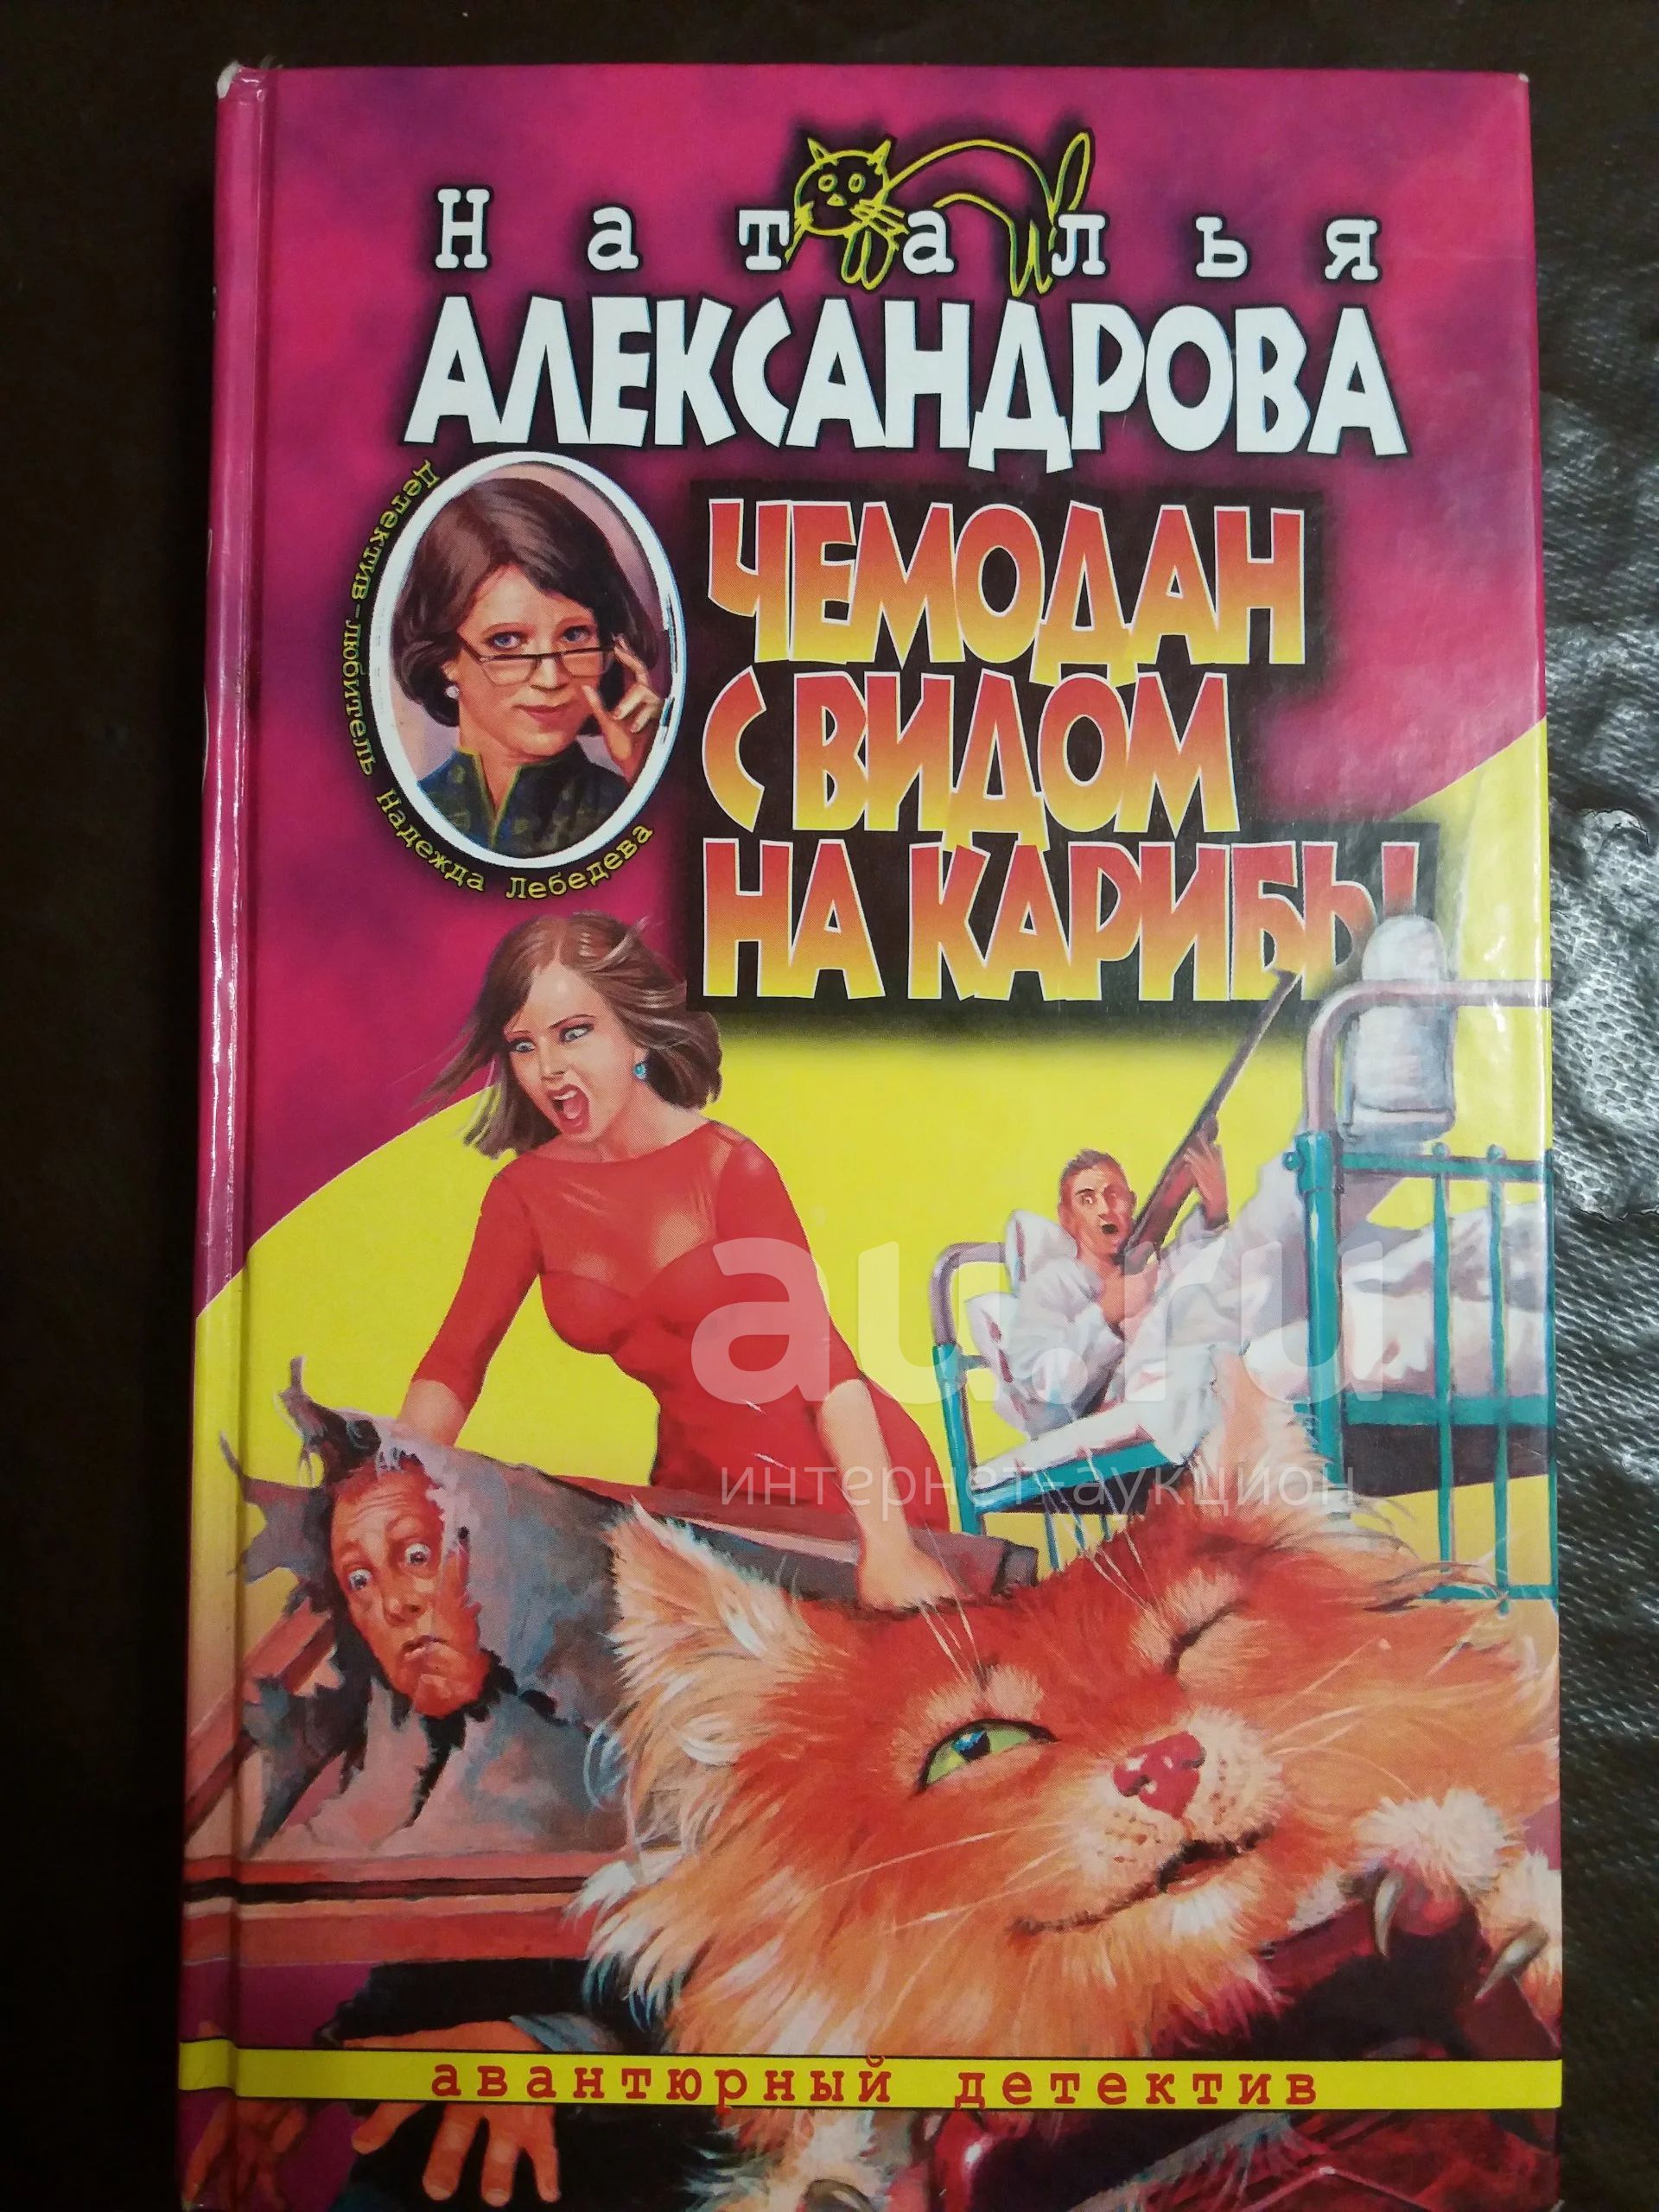 Наталья
АЛЕКСАНДРОВА
Детектив-любитель Надежда Лебедева
ЧЕМОДАН
С ВИДОМ
НА КАРИБЫ
au.ru
интернет-аукцион
авантюрный детектив